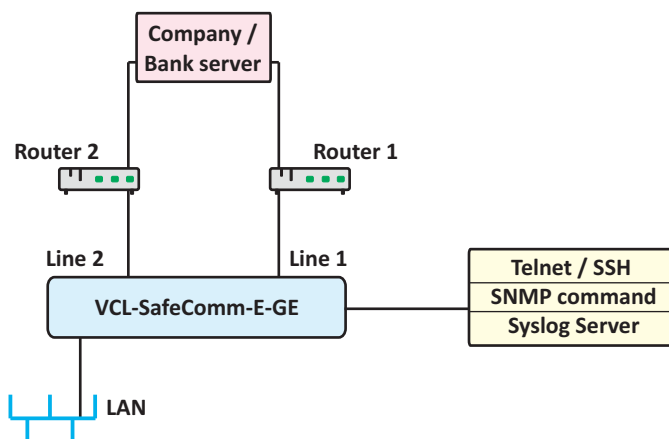 Company /
Bank server
Router 2
Router 1
Line 2
Line 1
VCL-SafeComm-E-GE
Telnet / SSH
SNMP command
Syslog Server
LAN